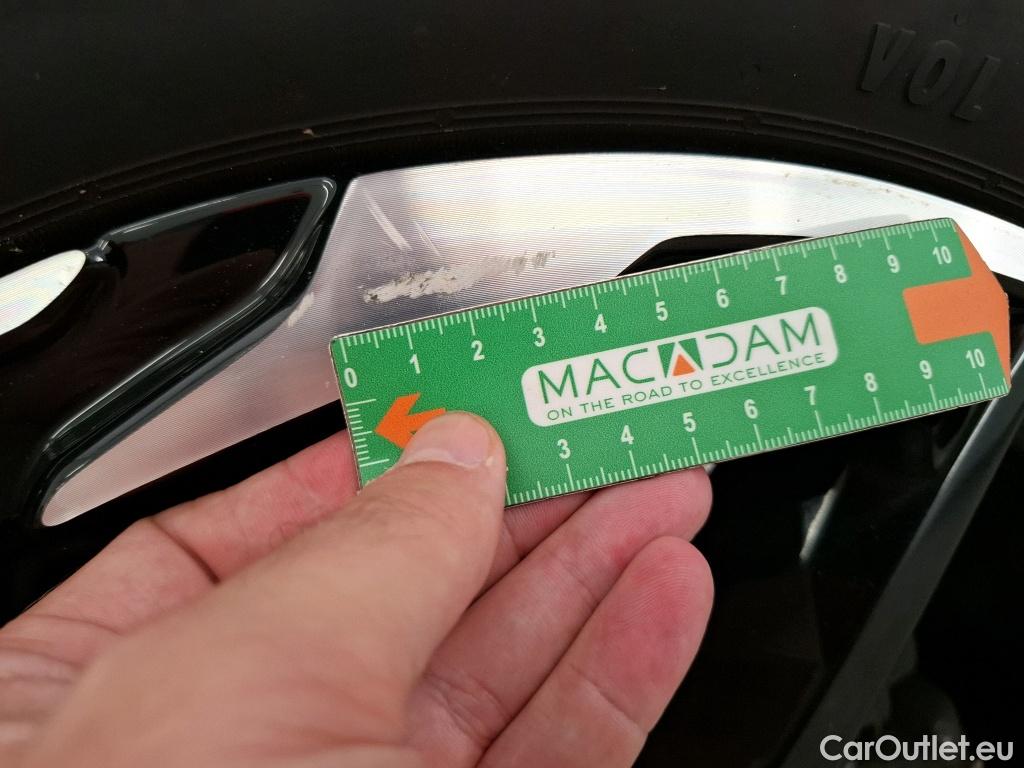 VOL
0 1 2 3 4 5 6 7 8 9 10
MACADAM
ON THE ROAD TO EXCELLENCE
3 4 5 6 7 8 9 10
CarOutlet.eu